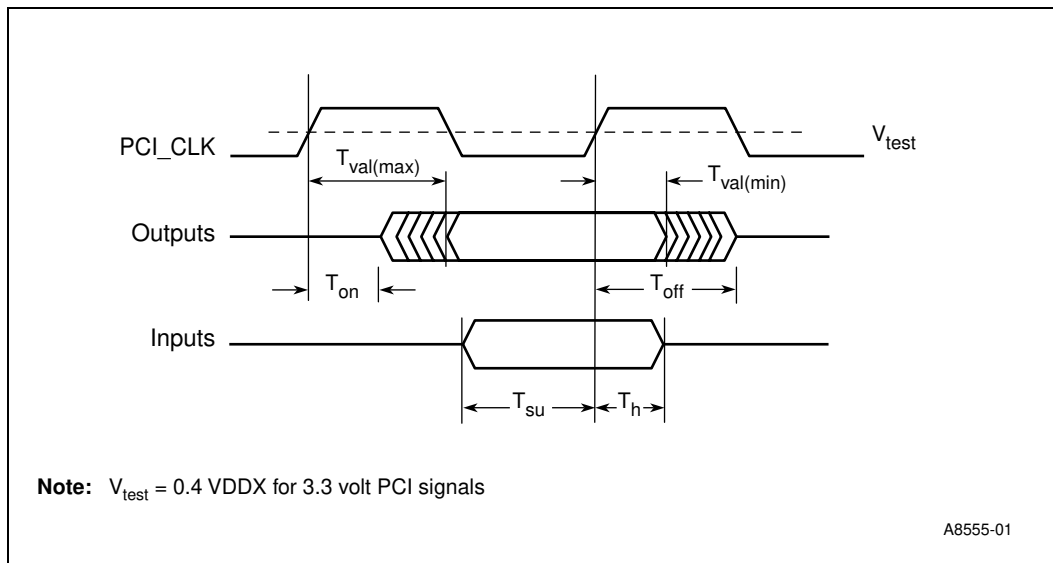 PCI_CLK
V_test
T_val(max)
T_val(min)
Outputs
T_on
T_off
Inputs
T_su
T_h
Note: V_test = 0.4 VDDX for 3.3 volt PCI signals
A8555-01